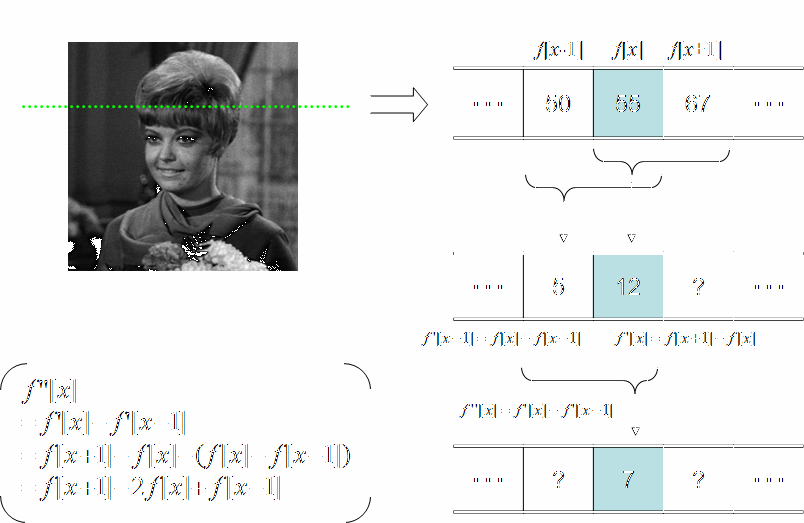 f[x-1] f[x] f[x+1]
... 50 55 67 ...
... 5 12 ? ...
f'[x-1] = f[x] - f[x-1] f'[x] = f[x+1] - f[x]
f''[x] = f'[x] - f'[x-1]
... ? 7 ? ...
f''[x]
= f'[x] - f'[x-1]
= f[x+1] - f[x] - (f[x] - f[x-1])
= f[x+1] - 2f[x] + f[x-1]